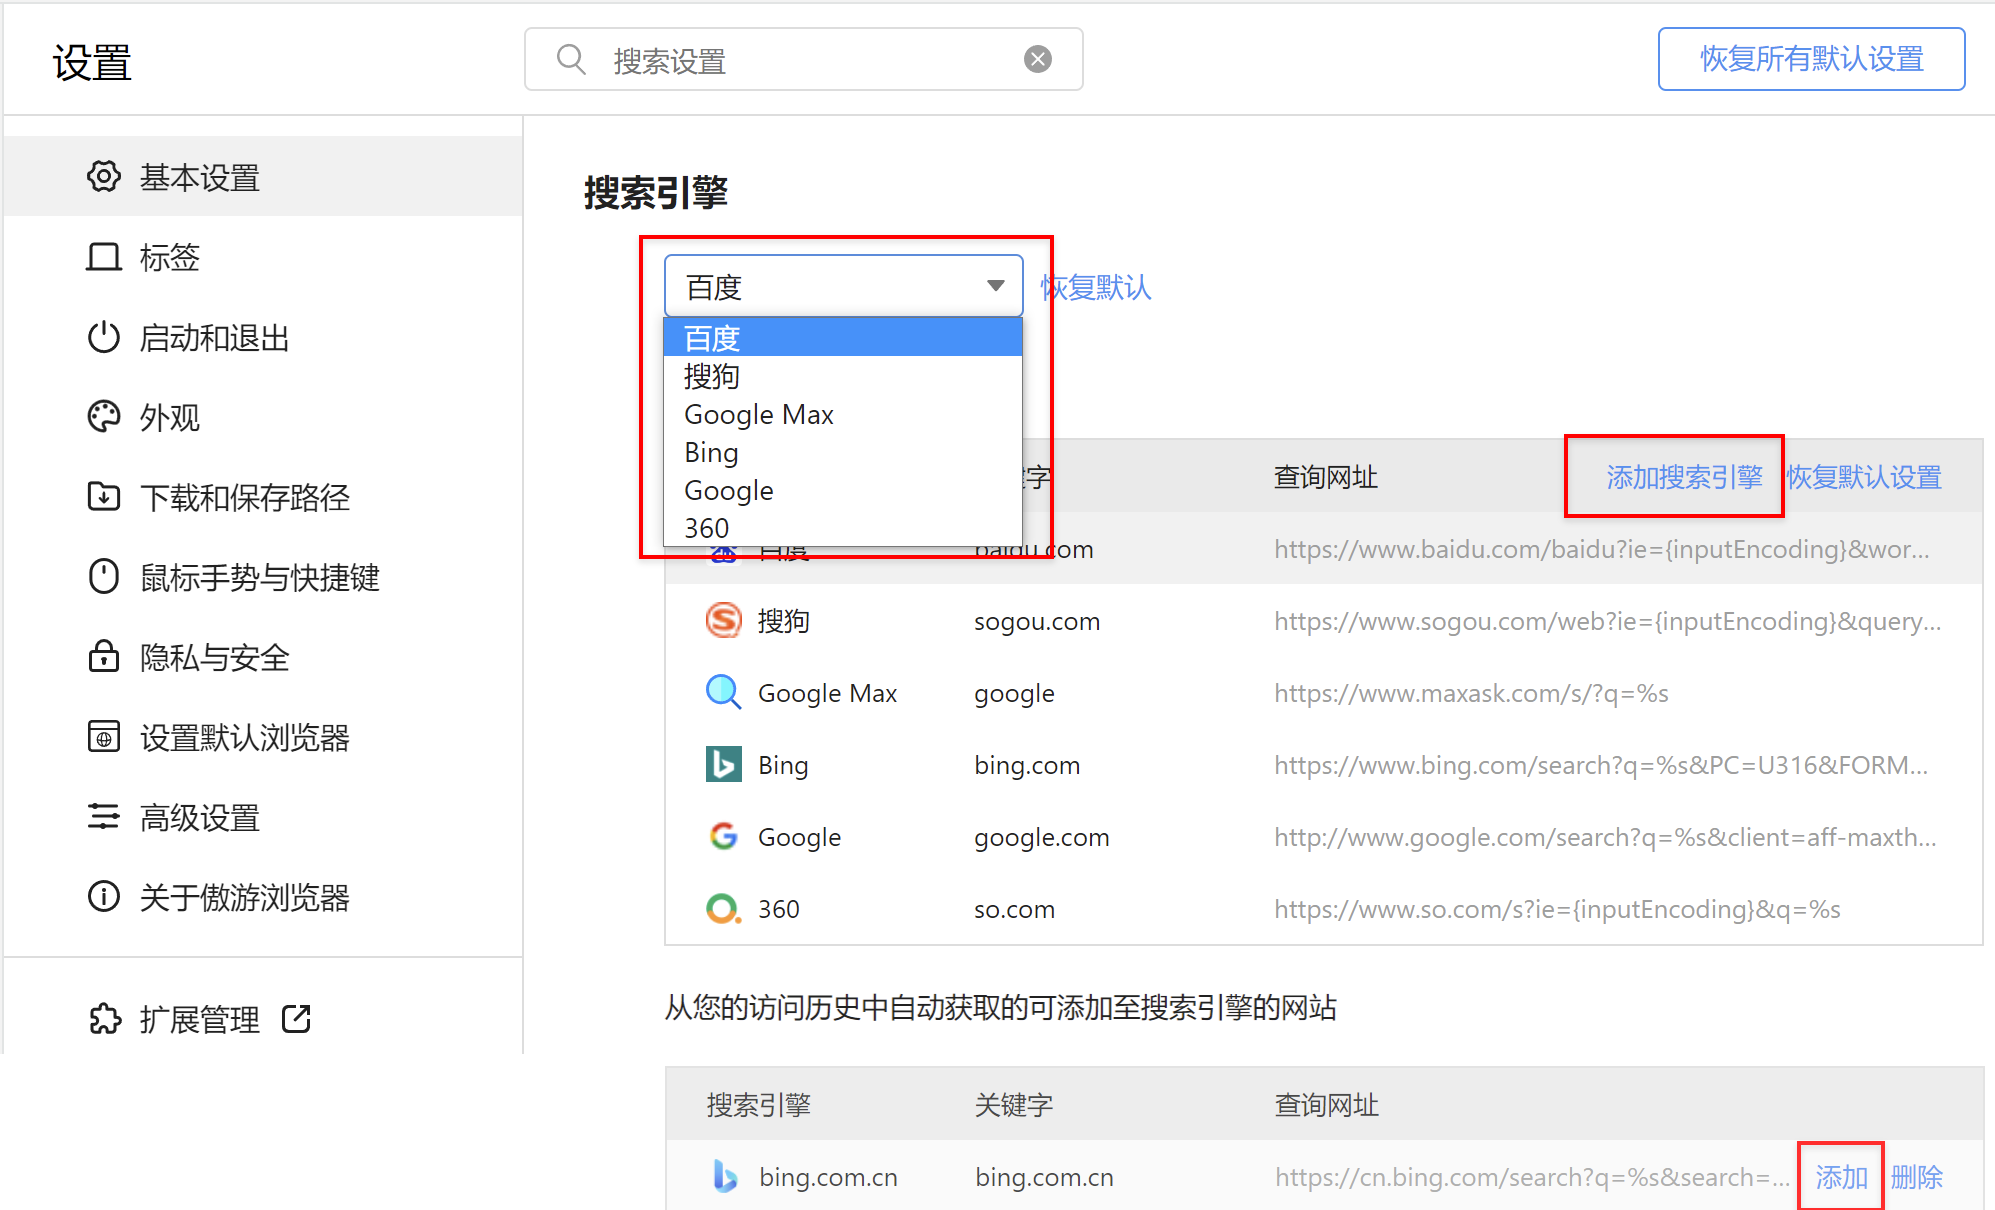 设置
搜索设置
恢复所有默认设置
基本设置
标签
启动和退出
外观
下载和保存路径
鼠标手势与快捷键
隐私与安全
设置默认浏览器
高级设置
关于傲游浏览器
扩展管理
搜索引擎
百度
恢复默认
百度
搜狗
Google Max
Bing
Google
360
字 查询网址 添加搜索引擎 恢复默认设置
百度 baidu.com https://www.baidu.com/baidu?ie={inputEncoding}&wor...
搜狗 sogou.com https://www.sogou.com/web?ie={inputEncoding}&query...
Google Max google https://www.maxask.com/s/?q=%s
Bing bing.com https://www.bing.com/search?q=%s&PC=U316&FORM...
Google google.com http://www.google.com/search?q=%s&client=aff-maxth...
360 so.com https://www.so.com/s?ie={inputEncoding}&q=%s
从您的访问历史中自动获取的可添加至搜索引擎的网站
搜索引擎 关键字 查询网址
bing.com.cn bing.com.cn https://cn.bing.com/search?q=%s&search=... 添加 删除